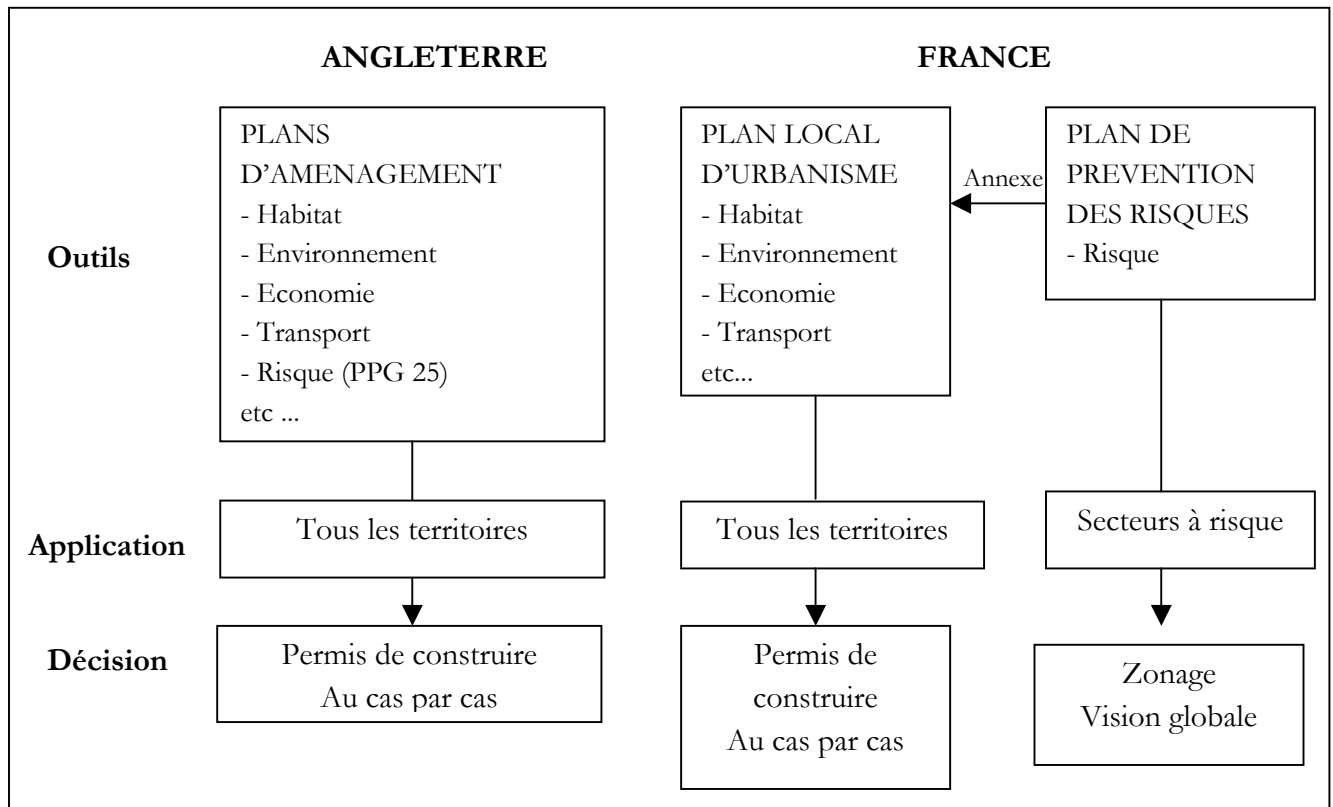 ANGLETERRE
FRANCE
Outils
PLANS
D'AMENAGEMENT
- Habitat
- Environnement
- Economie
- Transport
- Risque (PPG 25)
etc ...
PLAN LOCAL
D'URBANISME
- Habitat
- Environnement
- Economie
- Transport
etc...
Annexe
PLAN DE
PREVENTION
DES RISQUES
- Risque
Application
Tous les territoires
Tous les territoires
Secteurs à risque
Décision
Permis de construire
Au cas par cas
Permis de
construire
Au cas par cas
Zonage
Vision globale